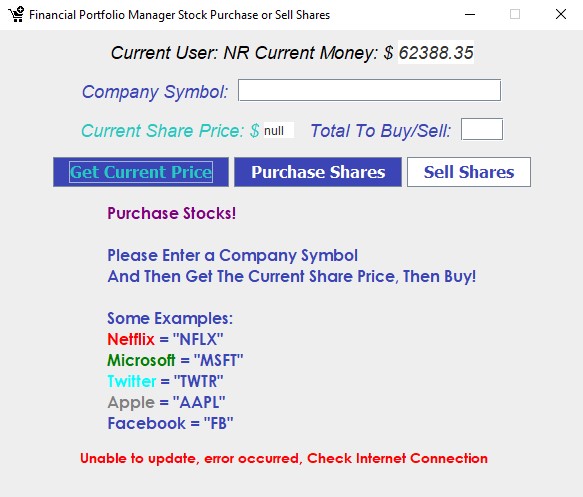 Financial Portfolio Manager Stock Purchase or Sell Shares
Current User: NR Current Money: $ 62388.35
Company Symbol:
Current Share Price: $ null Total To Buy/Sell:
Get Current Price Purchase Shares Sell Shares
Purchase Stocks!
Please Enter a Company Symbol
And Then Get The Current Share Price, Then Buy!
Some Examples:
Netflix = "NFLX"
Microsoft = "MSFT"
Twitter = "TWTR"
Apple = "AAPL"
Facebook = "FB"
Unable to update, error occurred, Check Internet Connection